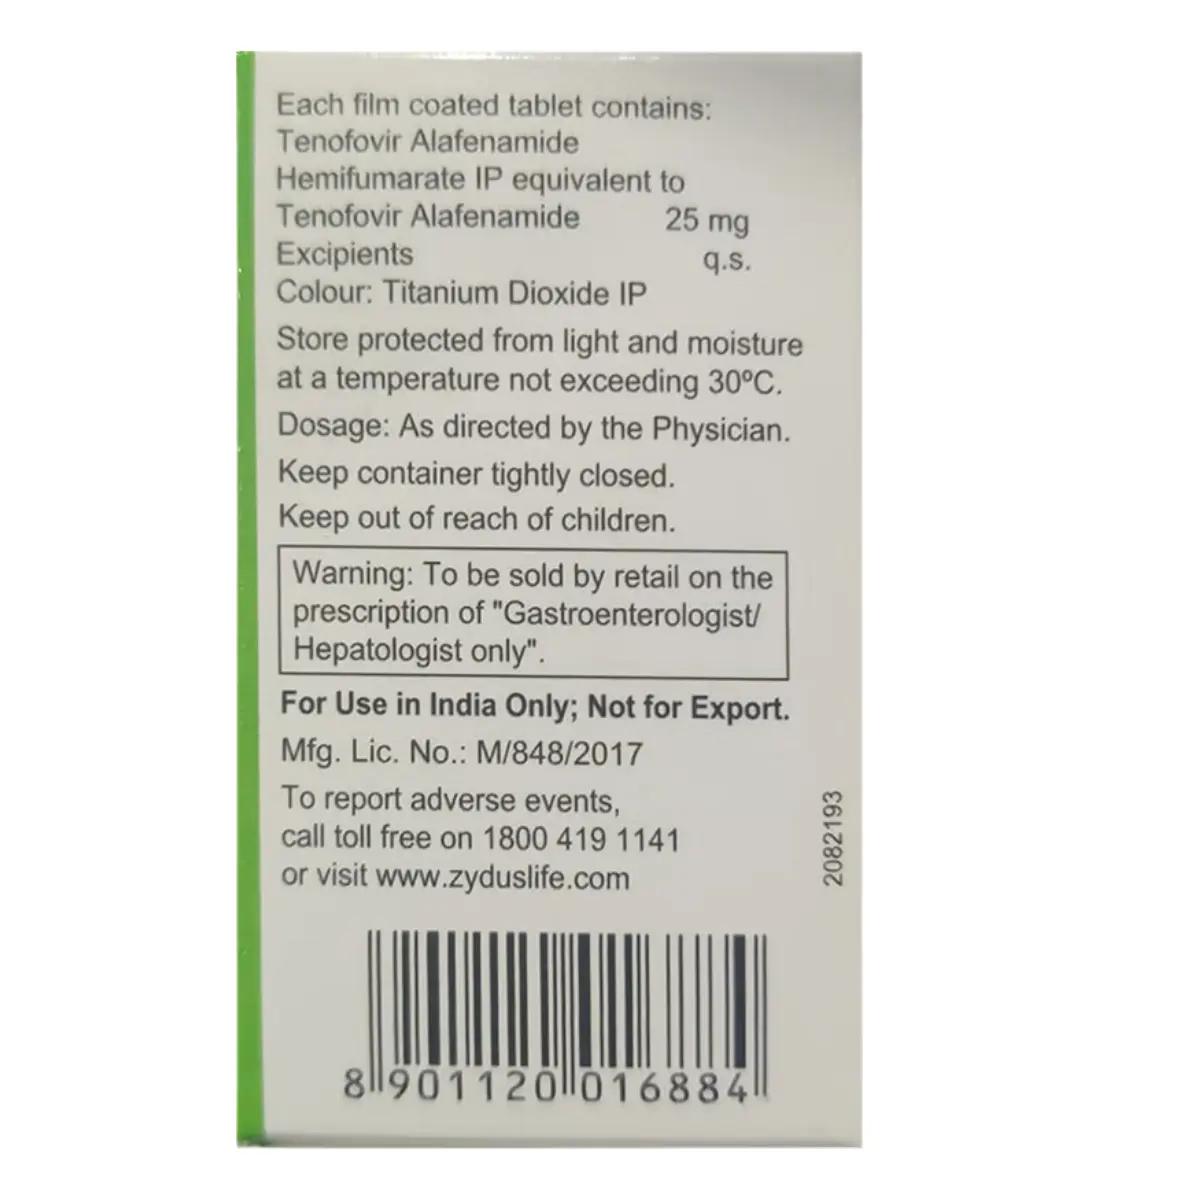 Each film coated tablet contains:
Tenofovir Alafenamide
Hemifumarate IP equivalent to
Tenofovir Alafenamide 25 mg
Excipients q.s.
Colour: Titanium Dioxide IP
Store protected from light and moisture
at a temperature not exceeding 30ºC.
Dosage: As directed by the Physician.
Keep container tightly closed.
Keep out of reach of children.
Warning: To be sold by retail on the
prescription of "Gastroenterologist/
Hepatologist only".
For Use in India Only; Not for Export.
Mfg. Lic. No.: M/848/2017
To report adverse events,
call toll free on 1800 419 1141
or visit www.zyduslife.com
2082193
8 901120 016884